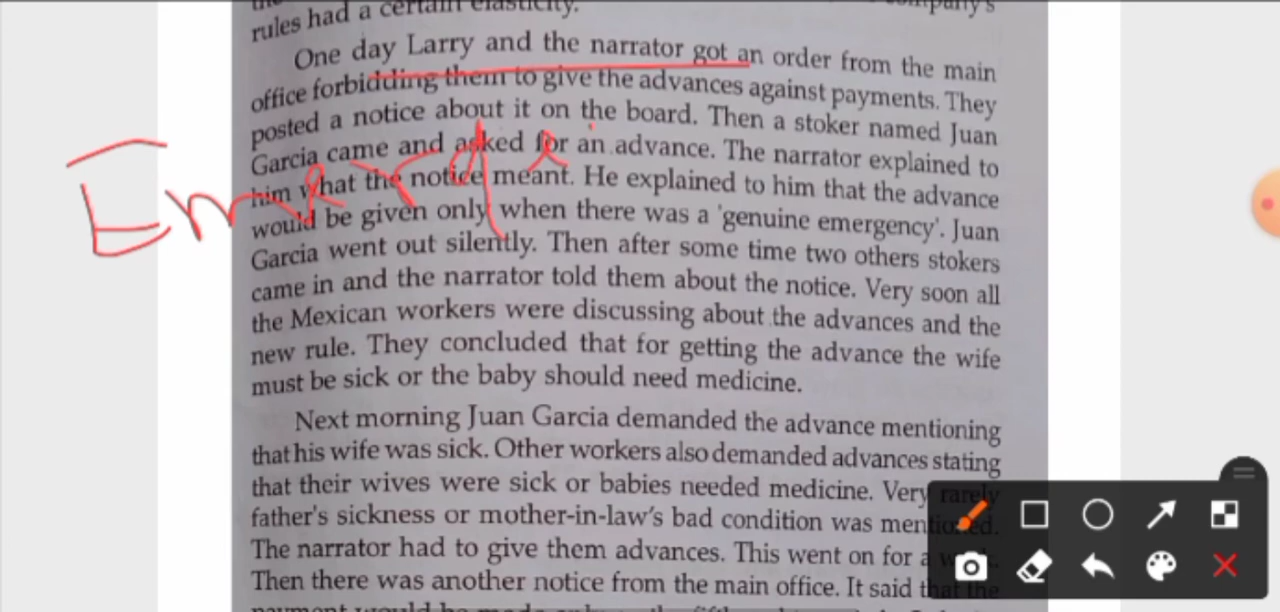 rules had a certain elasticity.
One day Larry and the narrator got an order from the main
office forbidding them to give the advances against payments. They
posted a notice about it on the board. Then a stoker named Juan
Garcia came and asked for an advance. The narrator explained to
him what the notice meant. He explained to him that the advance
would be given only when there was a 'genuine emergency'. Juan
Garcia went out silently. Then after some time two others stokers
came in and the narrator told them about the notice. Very soon all
the Mexican workers were discussing about the advances and the
new rule. They concluded that for getting the advance the wife
must be sick or the baby should need medicine.
Next morning Juan Garcia demanded the advance mentioning
that his wife was sick. Other workers also demanded advances stating
that their wives were sick or babies needed medicine. Very rarely
father's sickness or mother-in-law's bad condition was mentioned.
The narrator had to give them advances. This went on for a
Then there was another notice from the main office. It said that the
Emerge